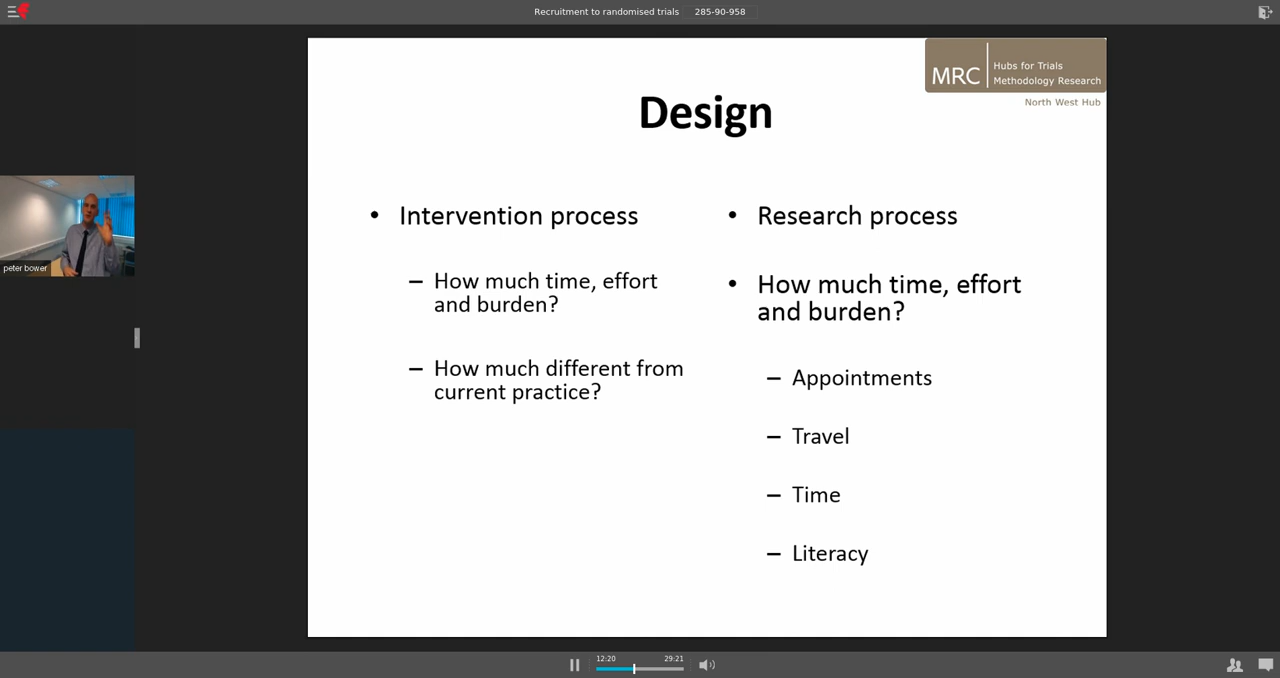 Recruitment to randomised trials 285-90-958
MRC
Hubs for Trials
Methodology Research
North West Hub
Design
• Intervention process
– How much time, effort
and burden?
– How much different from
current practice?
• Research process
• How much time, effort
and burden?
– Appointments
– Travel
– Time
– Literacy
peter bower
12:20 29:21